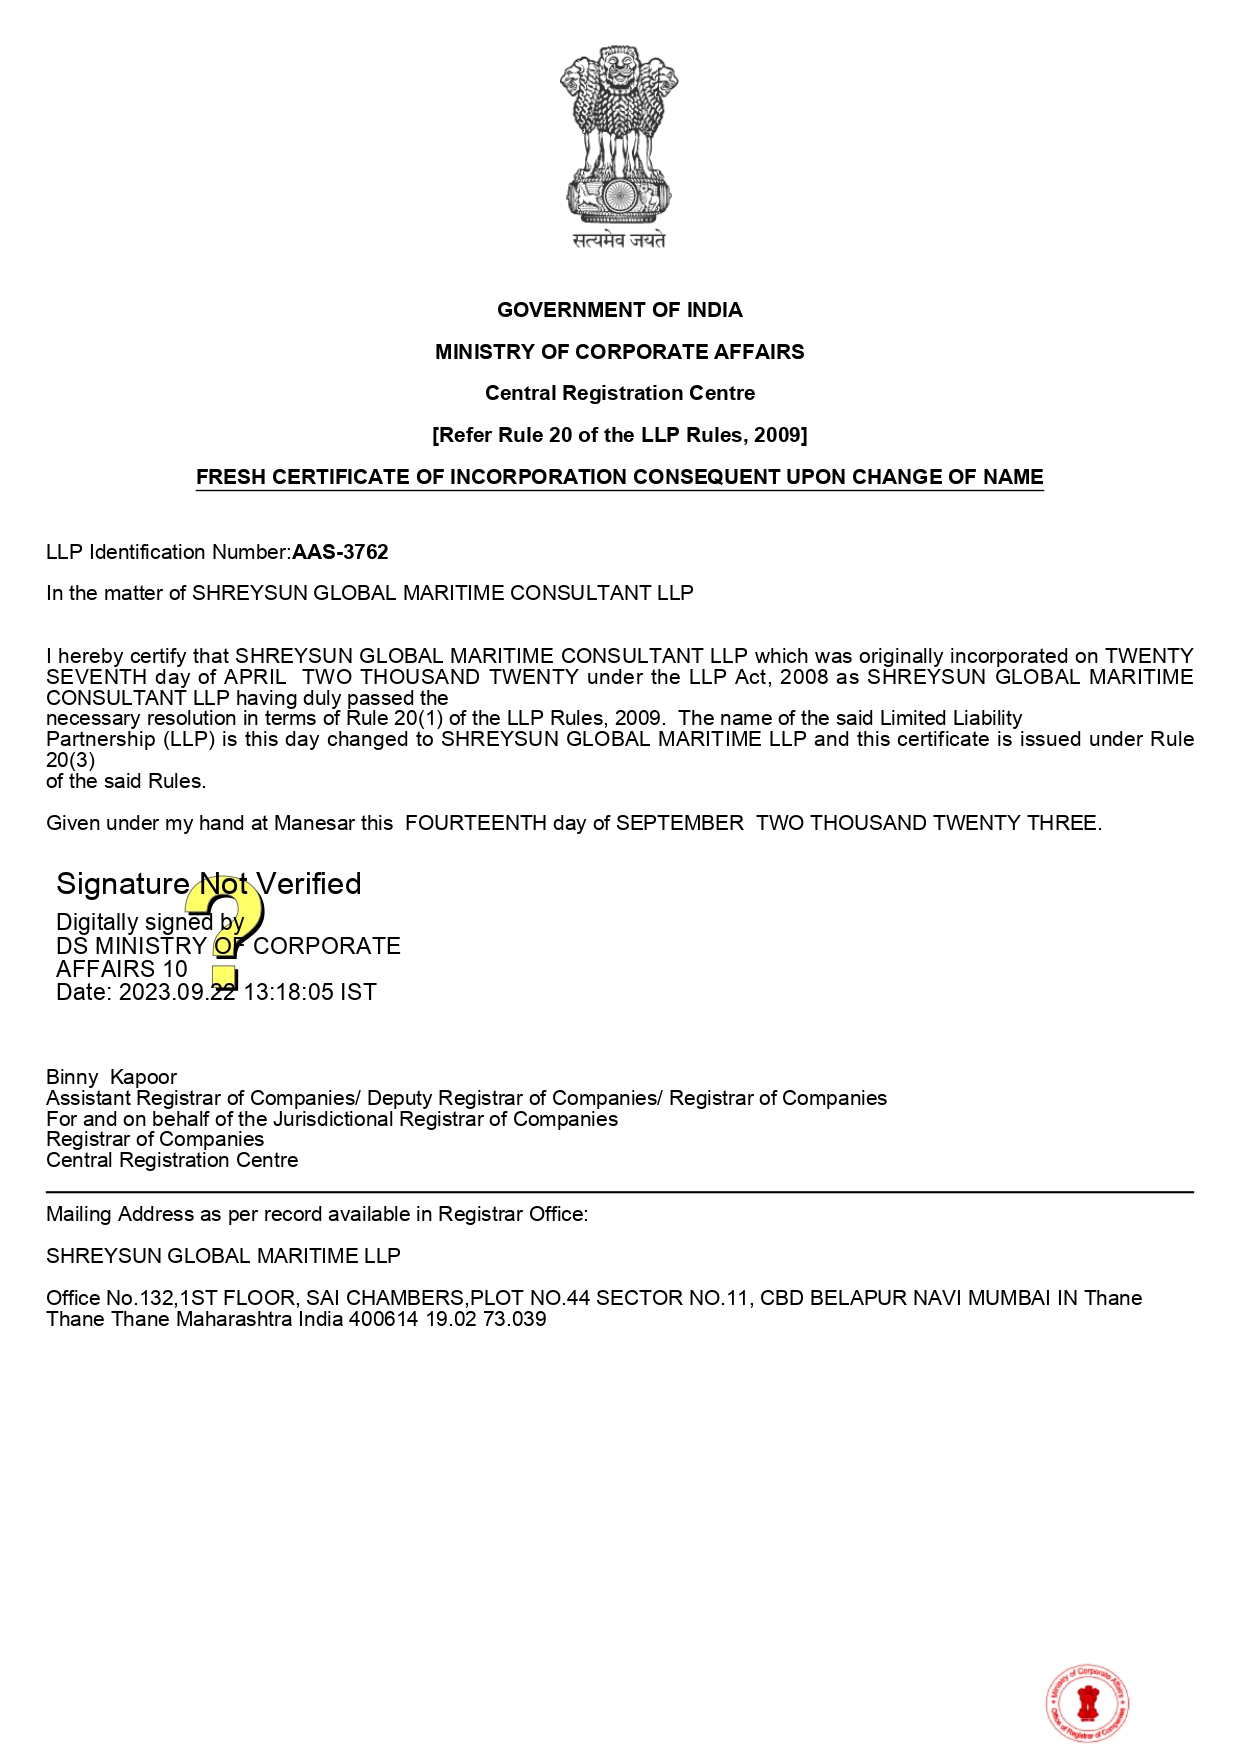 सत्यमेव जयते
GOVERNMENT OF INDIA
MINISTRY OF CORPORATE AFFAIRS
Central Registration Centre
[Refer Rule 20 of the LLP Rules, 2009]
FRESH CERTIFICATE OF INCORPORATION CONSEQUENT UPON CHANGE OF NAME
LLP Identification Number:AAS-3762
In the matter of SHREYSUN GLOBAL MARITIME CONSULTANT LLP
I hereby certify that SHREYSUN GLOBAL MARITIME CONSULTANT LLP which was originally incorporated on TWENTY
SEVENTH day of APRIL  TWO THOUSAND TWENTY under the LLP Act, 2008 as SHREYSUN GLOBAL MARITIME
CONSULTANT LLP having duly passed the
necessary resolution in terms of Rule 20(1) of the LLP Rules, 2009.  The name of the said Limited Liability
Partnership (LLP) is this day changed to SHREYSUN GLOBAL MARITIME LLP and this certificate is issued under Rule
20(3)
of the said Rules.
Given under my hand at Manesar this  FOURTEENTH day of SEPTEMBER  TWO THOUSAND TWENTY THREE.
Signature Not Verified
Digitally signed by
DS MINISTRY OF CORPORATE
AFFAIRS 10
Date: 2023.09.22 13:18:05 IST
Binny  Kapoor
Assistant Registrar of Companies/ Deputy Registrar of Companies/ Registrar of Companies
For and on behalf of the Jurisdictional Registrar of Companies
Registrar of Companies
Central Registration Centre
Mailing Address as per record available in Registrar Office:
SHREYSUN GLOBAL MARITIME LLP
Office No.132,1ST FLOOR, SAI CHAMBERS,PLOT NO.44 SECTOR NO.11, CBD BELAPUR NAVI MUMBAI IN Thane
Thane Thane Maharashtra India 400614 19.02 73.039
Ministry of Corporate Affairs
Office of Registrar of Companies